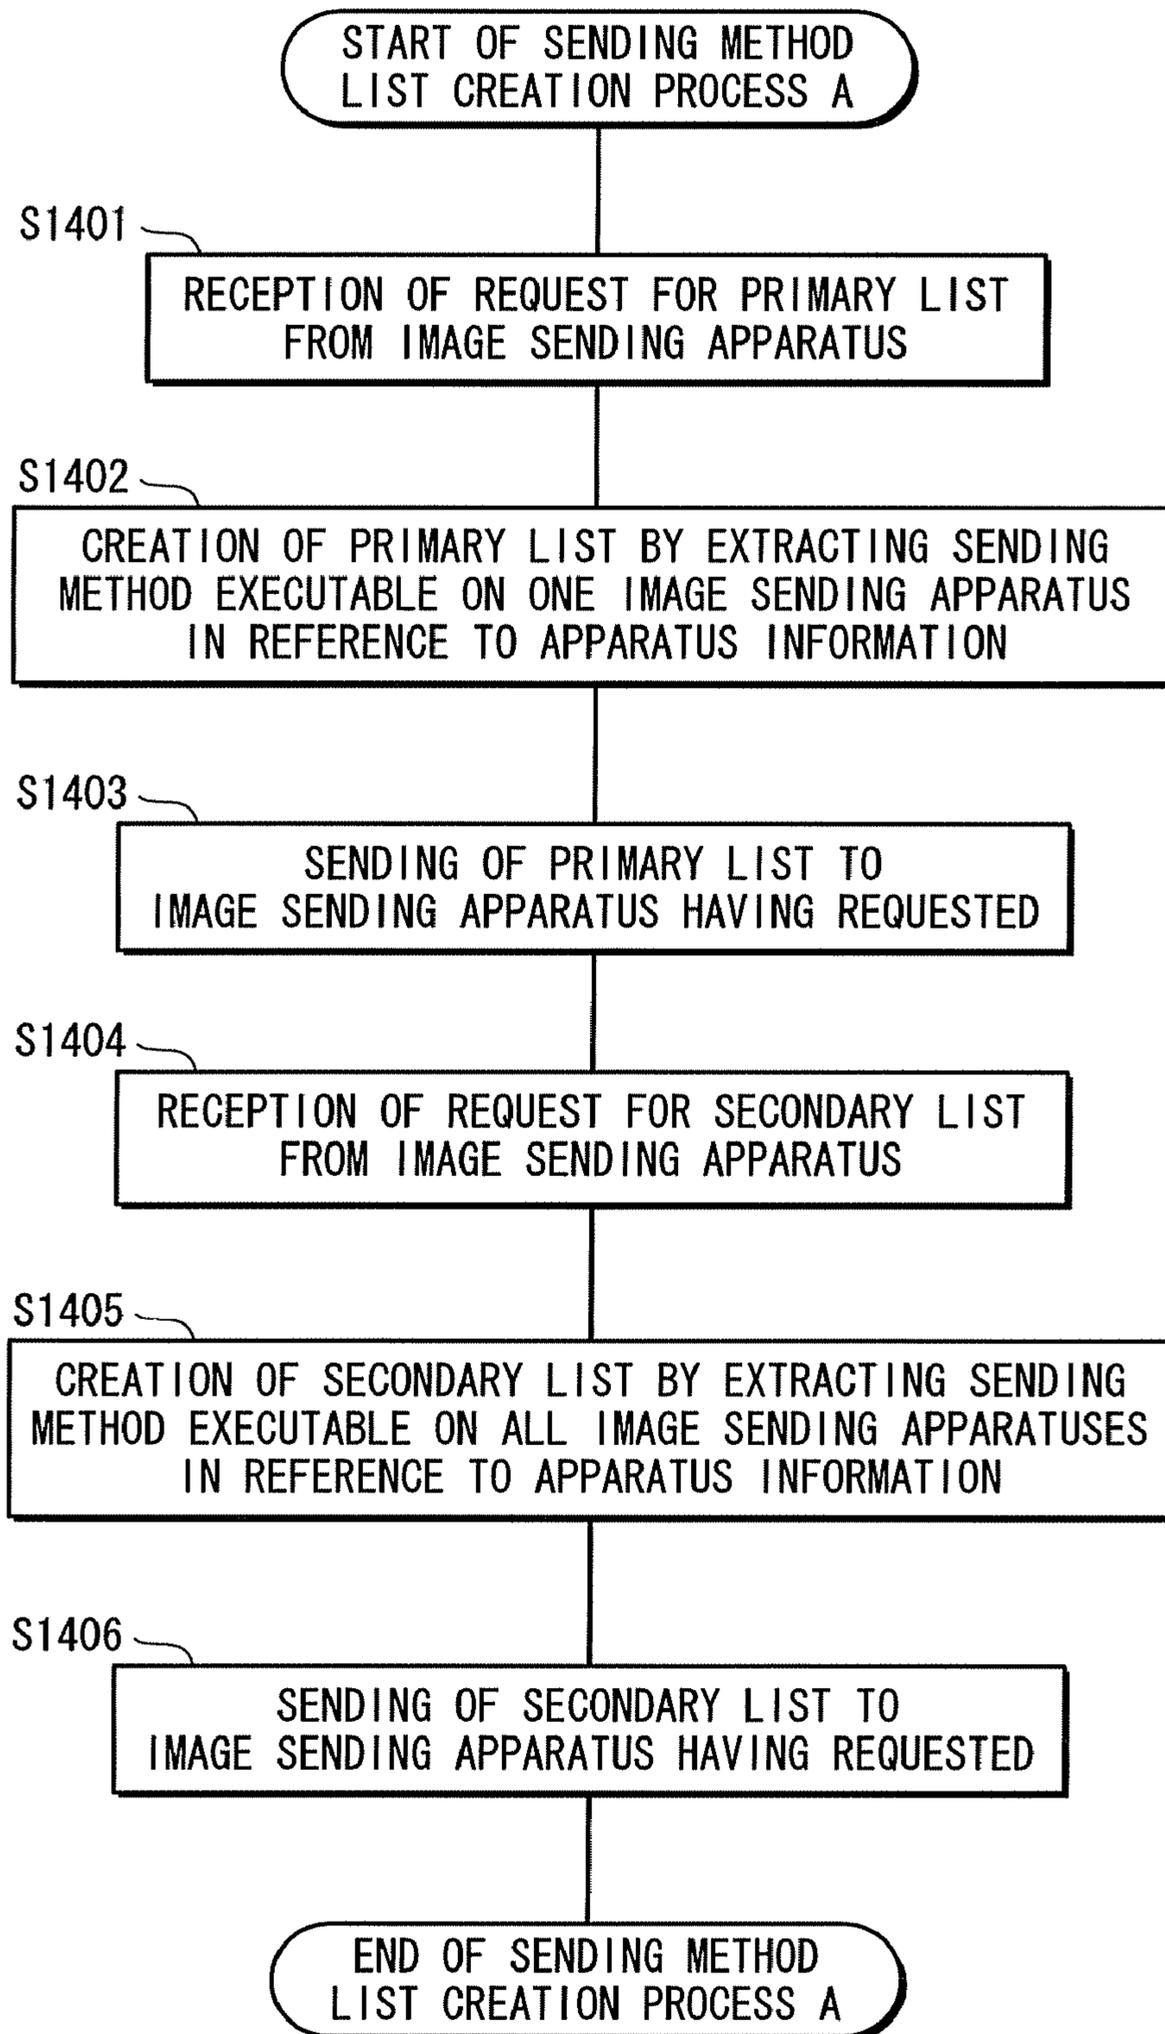 START OF SENDING METHOD
LIST CREATION PROCESS A
S1401
RECEPTION OF REQUEST FOR PRIMARY LIST
FROM IMAGE SENDING APPARATUS
S1402
CREATION OF PRIMARY LIST BY EXTRACTING SENDING
METHOD EXECUTABLE ON ONE IMAGE SENDING APPARATUS
IN REFERENCE TO APPARATUS INFORMATION
S1403
SENDING OF PRIMARY LIST TO
IMAGE SENDING APPARATUS HAVING REQUESTED
S1404
RECEPTION OF REQUEST FOR SECONDARY LIST
FROM IMAGE SENDING APPARATUS
S1405
CREATION OF SECONDARY LIST BY EXTRACTING SENDING
METHOD EXECUTABLE ON ALL IMAGE SENDING APPARATUSES
IN REFERENCE TO APPARATUS INFORMATION
S1406
SENDING OF SECONDARY LIST TO
IMAGE SENDING APPARATUS HAVING REQUESTED
END OF SENDING METHOD
LIST CREATION PROCESS A